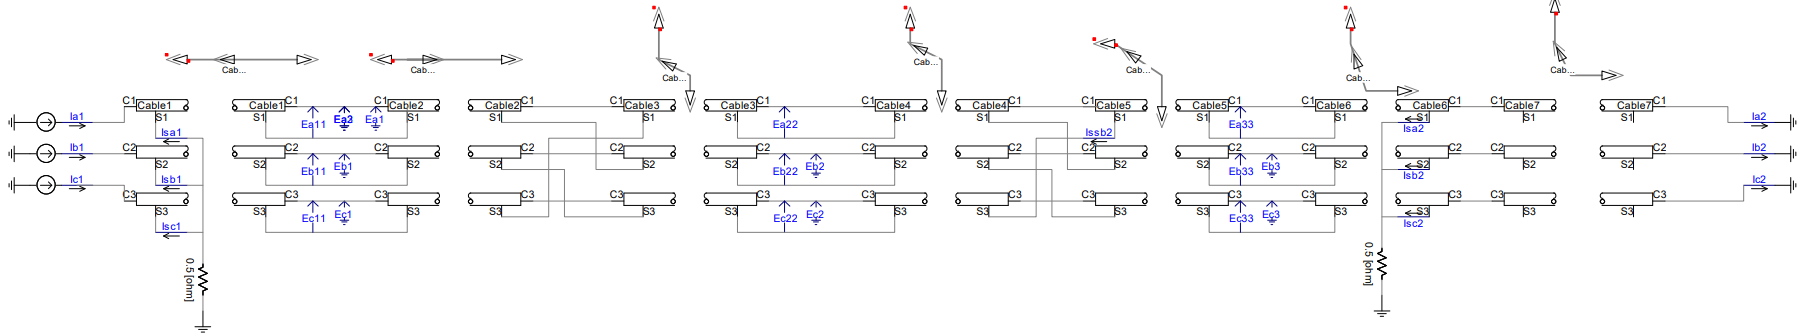 Cab...
Cab...
Cab...
Cab...
Cab...
Cab...
Cab...
C1 Cable1 Cable1 C1 C1 Cable2 Cable2 C1 C1 Cable3 Cable3 C1 C1 Cable4 Cable4 C1 C1 Cable5 Cable5 C1 C1 Cable6 Cable6 C1 C1 Cable7 Cable7 C1
Ia1 S1 S1 Ea11 Ea1 S1 S1 S1 S1 Ea22 S1 S1 S1 S1 Ea33 S1 S1 S1 S1 Ia2
Isa1 Issb2 Isa2
Ib1 C2 C2 C2 C2 C2 C2 C2 C2 C2 C2 C2 C2 C2 C2 Ib2
S2 S2 Eb11 Eb1 S2 S2 S2 S2 Eb22 Eb2 S2 S2 S2 S2 Eb33 Eb3 S2 S2 S2 S2
Ic1 Isb1 Isb2 Ic2
C3 C3 C3 C3 C3 C3 C3 C3 C3 C3 C3 C3 C3 C3
S3 S3 Ec11 Ec1 S3 S3 S3 S3 Ec22 Ec2 S3 S3 S3 S3 Ec33 Ec3 S3 S3 S3 S3
Isc1 Isc2
0.5 [ohm] 0.5 [ohm]